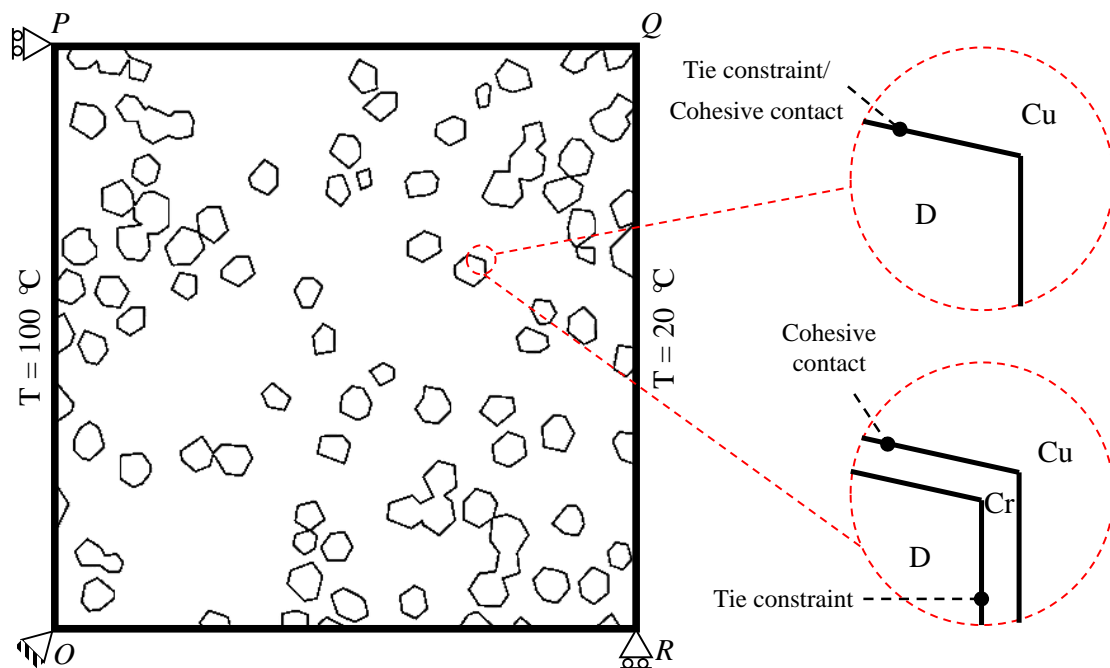 P
Q
T = 100 ℃
T = 20 ℃
O
R
Tie constraint/
Cohesive contact
Cu
D
Cohesive
contact
Cu
Cr
D
Tie constraint